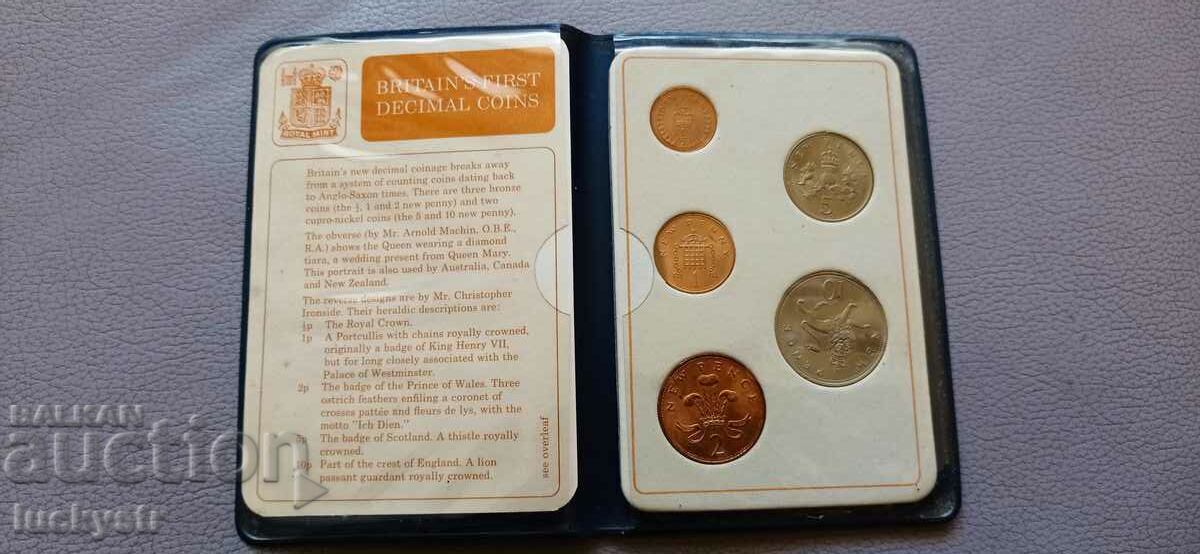 ROYAL MINT
BRITAIN'S FIRST
DECIMAL COINS
Britain's new decimal coinage breaks away
from a system of counting coins dating back
to Anglo-Saxon times. There are three bronze
coins (the ½, 1 and 2 new penny) and two
cupro-nickel coins (the 5 and 10 new penny).
The obverse (by Mr. Arnold Machin, O.B.E.,
R.A.) shows the Queen wearing a diamond
tiara, a wedding present from Queen Mary.
This portrait is also used by Australia, Canada
and New Zealand.
The reverse designs are by Mr. Christopher
Ironside. Their heraldic descriptions are:
½p The Royal Crown.
1p A Portcullis with chains royally crowned,
originally a badge of King Henry VII,
but for long closely associated with the
Palace of Westminster.
2p The badge of the Prince of Wales. Three
ostrich feathers enfiling a coronet of
crosses pattée and fleurs de lys, with the
motto "Ich Dien."
5p The badge of Scotland. A thistle royally
crowned.
10p Part of the crest of England. A lion
passant guardant royally crowned.
see overleaf
5
NEW PENNY
1
10
NEW PENCE
2
BALKAN
auction
luckyeti